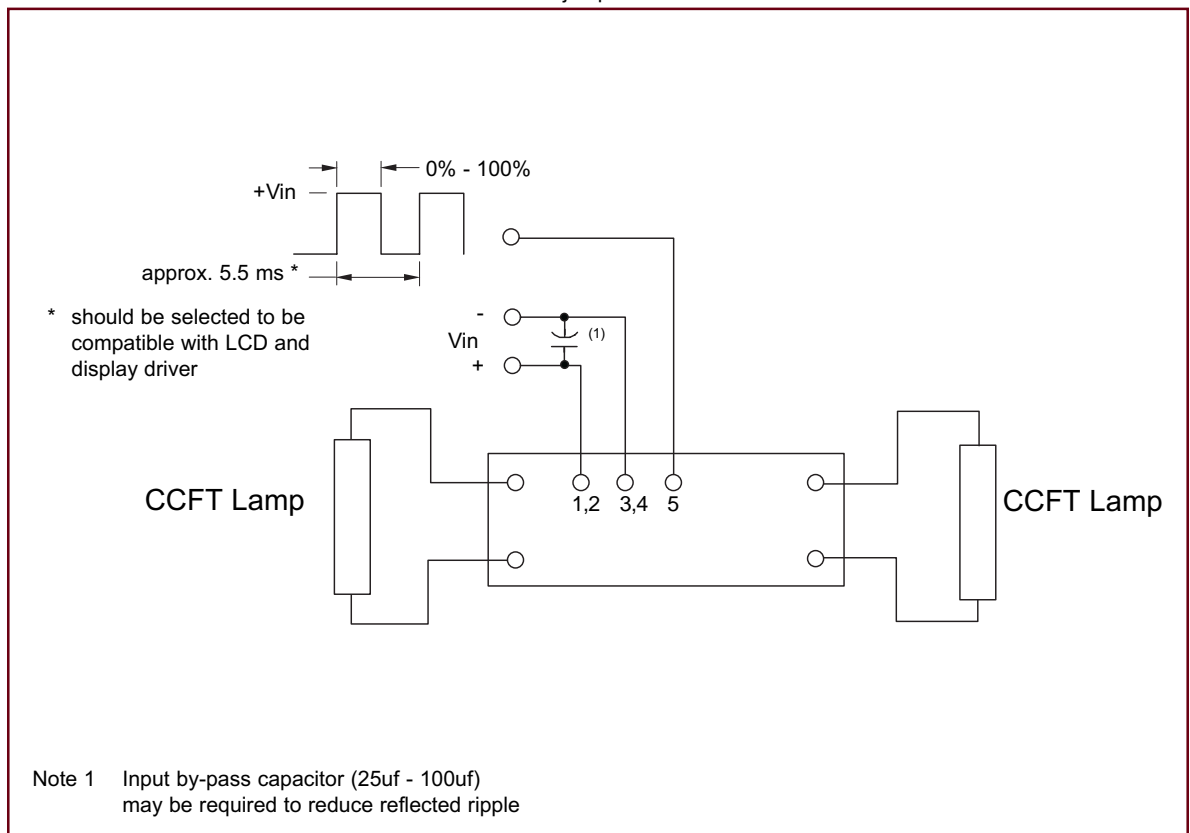 0% - 100%
+Vin
approx. 5.5 ms *
* should be selected to be
compatible with LCD and
display driver
-
Vin
(1)
+
CCFT Lamp
1,2 3,4 5
CCFT Lamp
Note 1 Input by-pass capacitor (25uf - 100uf)
may be required to reduce reflected ripple